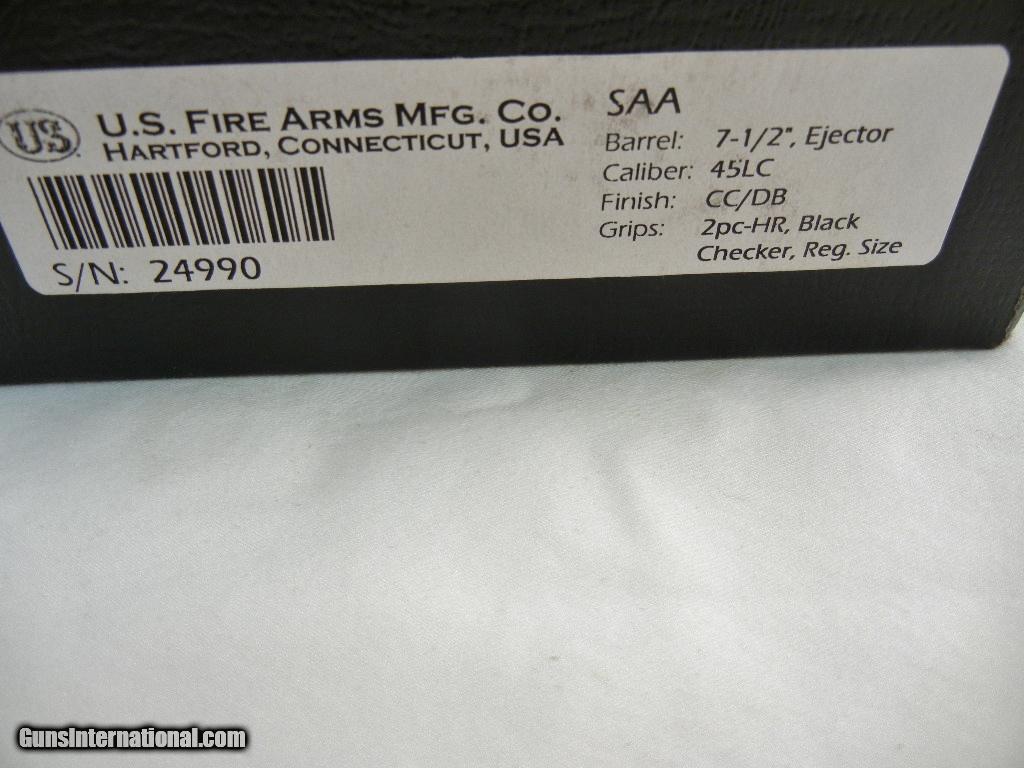 US
U.S. FIRE ARMS MFG. CO.
HARTFORD, CONNECTICUT, USA
S/N: 24990
SAA
Barrel: 7-1/2", Ejector
Caliber: 45LC
Finish: CC/DB
Grips: 2pc-HR, Black
Checker, Reg. Size
GunsInternational.com